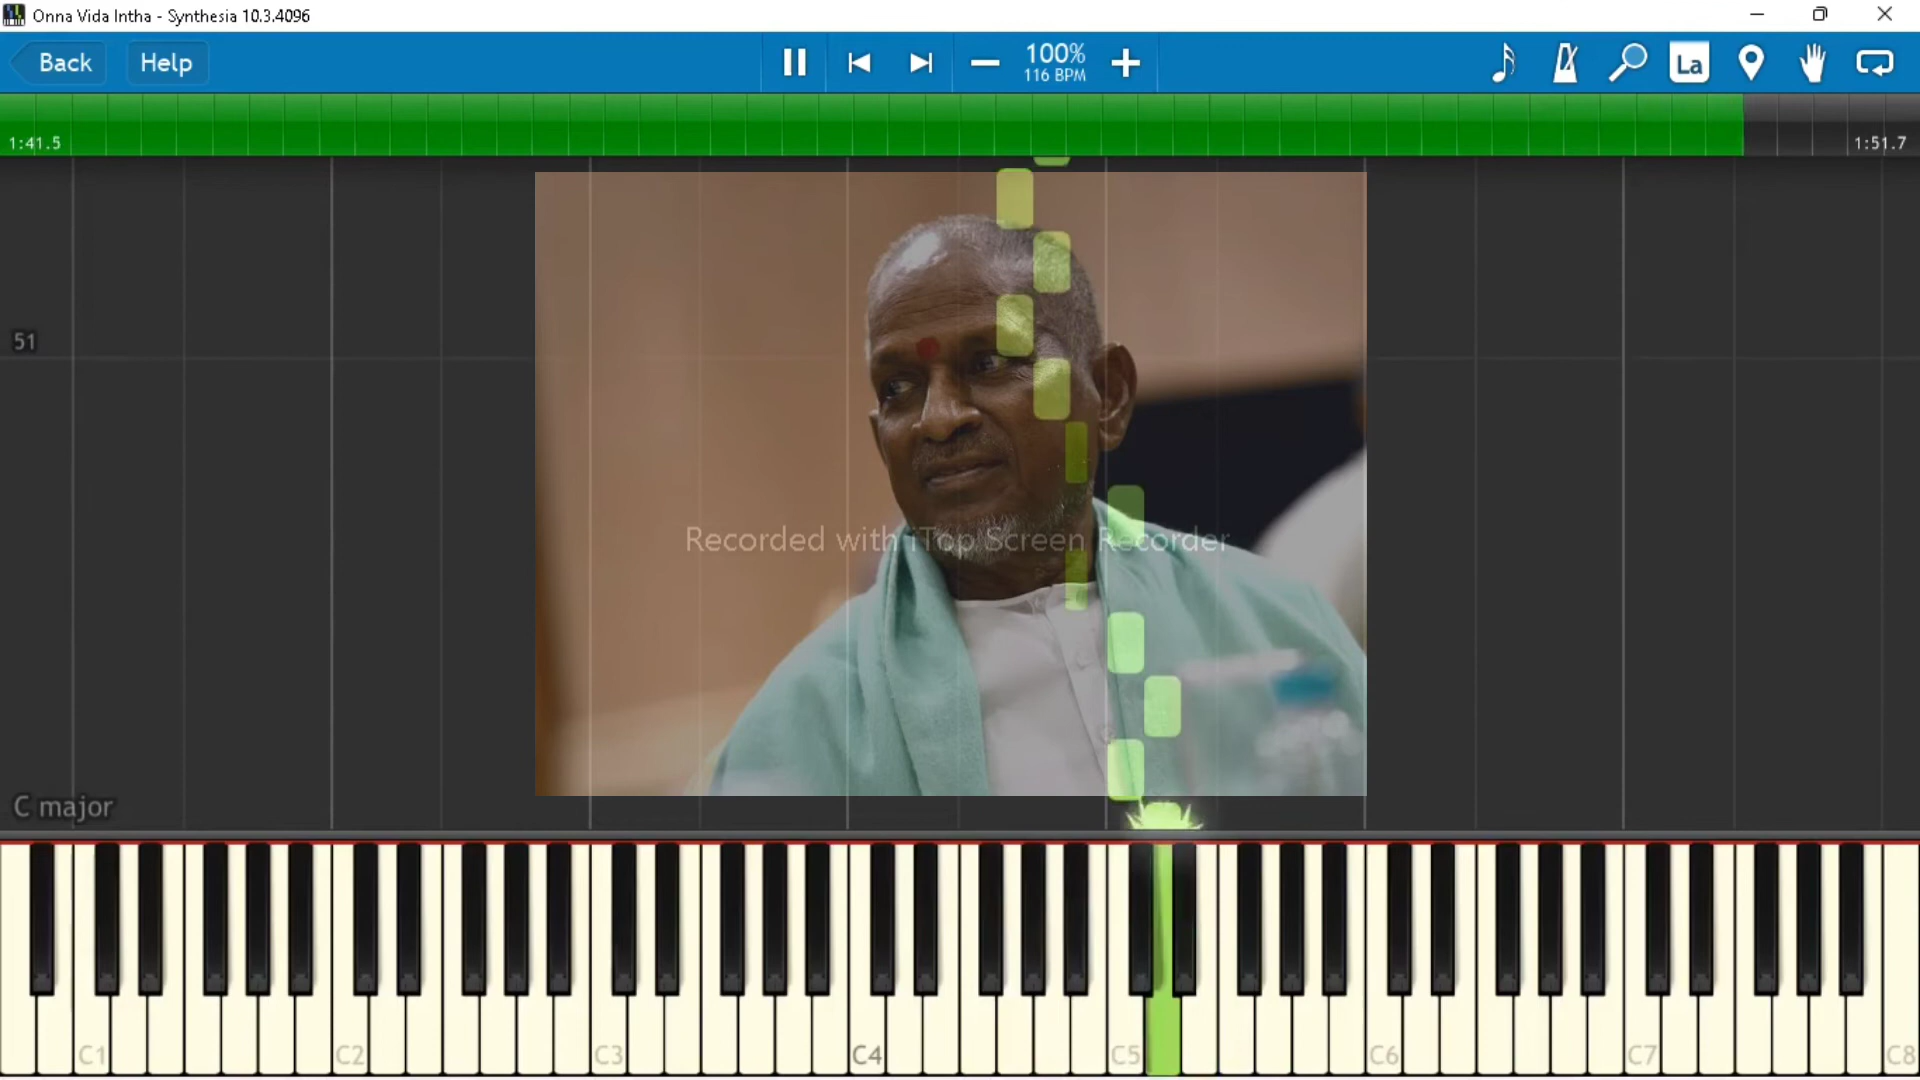 Onna Vida Intha - Synthesia 10.3.4096
Back
Help
100%
116 BPM
La
1:41.5
1:51.7
51
Recorded with iTop Screen Recorder
C major
C1
C2
C3
C4
C5
C6
C7
C8